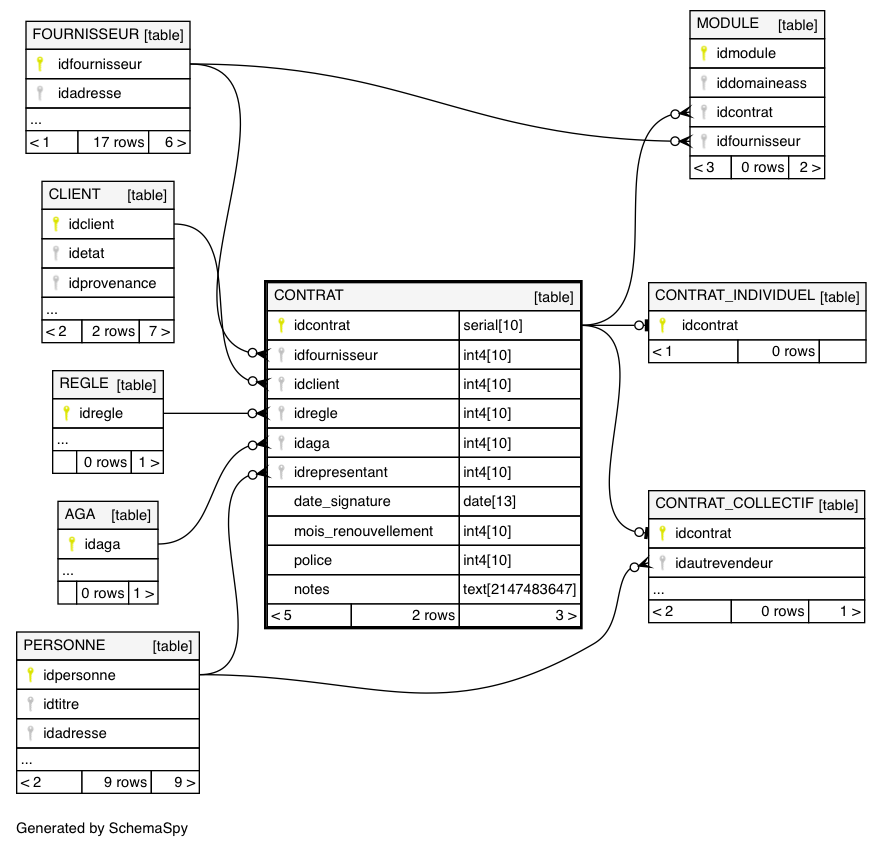 FOURNISSEUR [table]
idfournisseur
idadresse
...
< 1 17 rows 6 >
MODULE [table]
idmodule
iddomaineass
idcontrat
idfournisseur
< 3 0 rows 2 >
CLIENT [table]
idclient
idetat
idprovenance
...
< 2 2 rows 7 >
CONTRAT [table]
idcontrat serial[10]
idfournisseur int4[10]
idclient int4[10]
idregle int4[10]
idaga int4[10]
idrepresentant int4[10]
date_signature date[13]
mois_renouvellement int4[10]
police int4[10]
notes text[2147483647]
< 5 2 rows 3 >
CONTRAT_INDIVIDUEL [table]
idcontrat
< 1 0 rows
REGLE [table]
idregle
...
0 rows 1 >
AGA [table]
idaga
...
0 rows 1 >
CONTRAT_COLLECTIF [table]
idcontrat
idautrevendeur
...
< 2 0 rows 1 >
PERSONNE [table]
idpersonne
idtitre
idadresse
...
< 2 9 rows 9 >
Generated by SchemaSpy